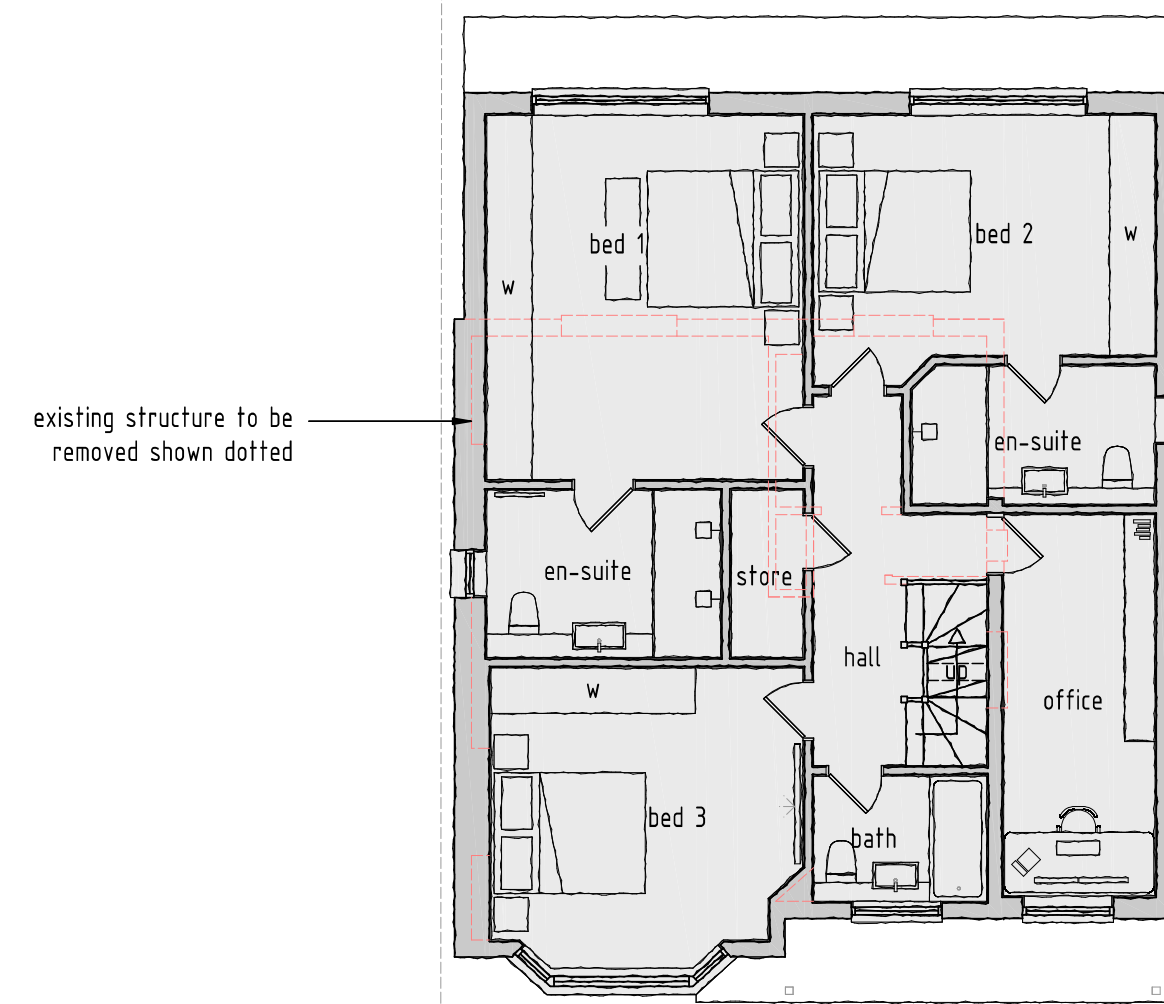 bed 1
bed 2
w
w
existing structure to be
removed shown dotted
en-suite
en-suite
store
hall
up
w
office
bed 3
bath